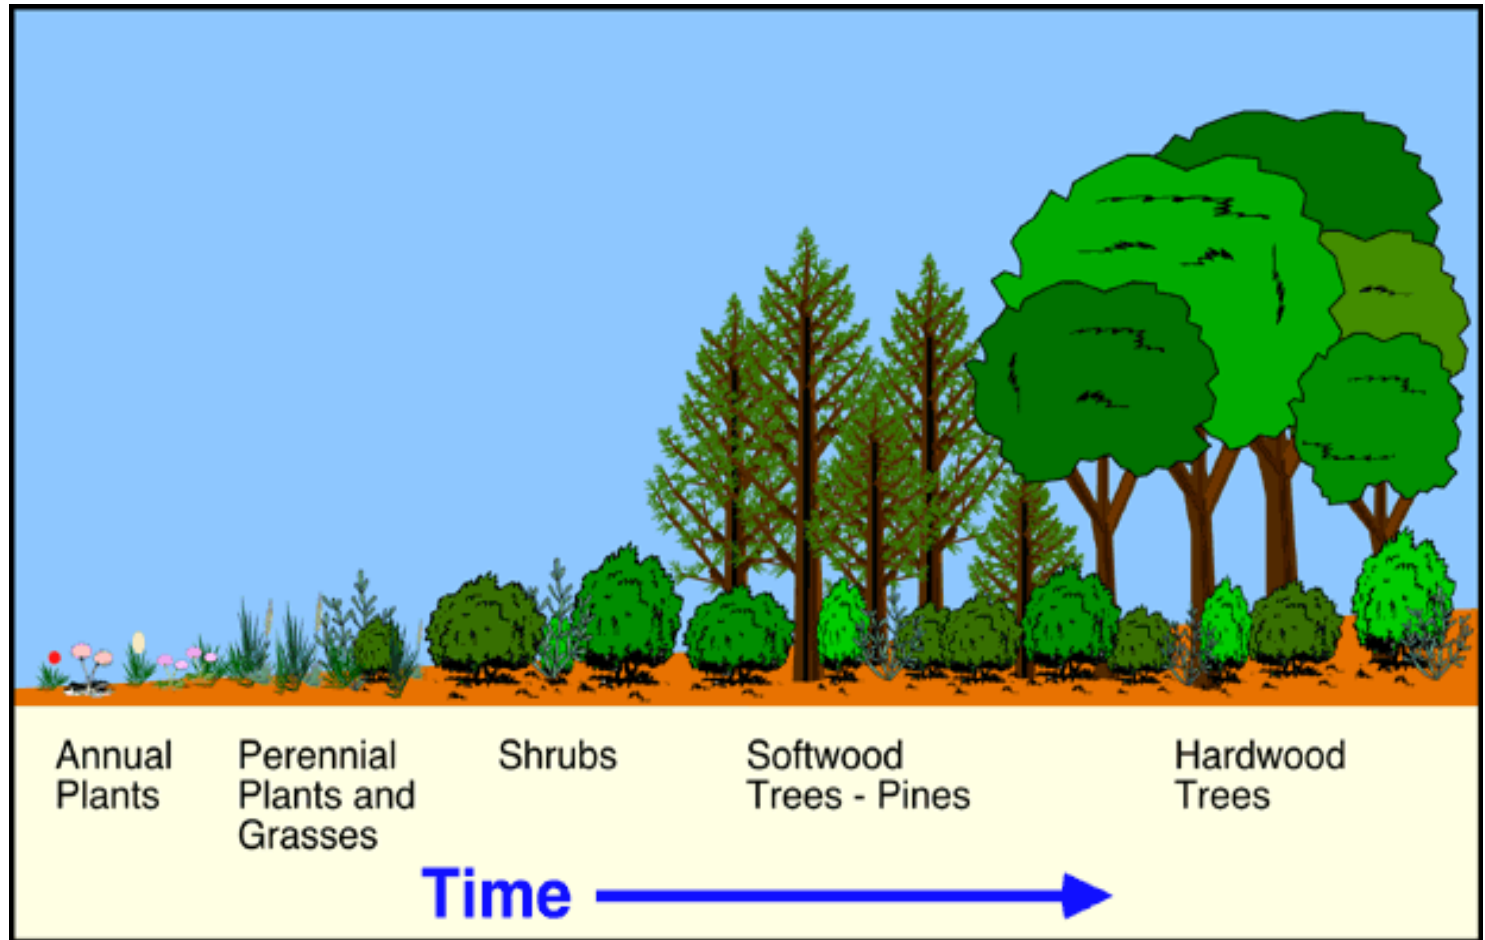 Annual
Plants
Perennial
Plants and
Grasses
Shrubs
Softwood
Trees - Pines
Hardwood
Trees
Time